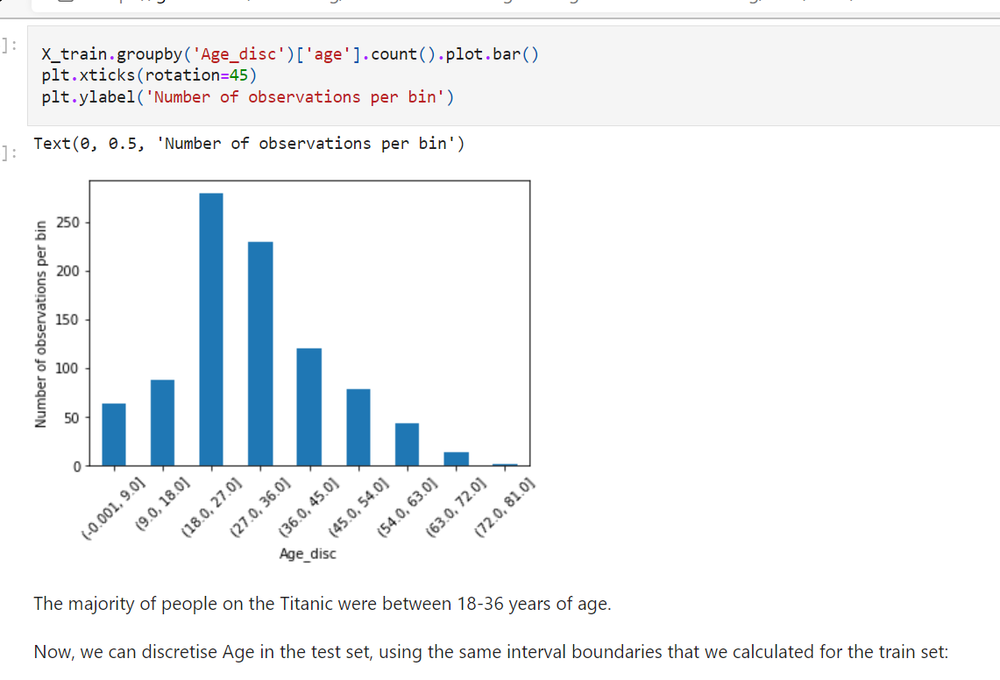 ]:
X_train.groupby('Age_disc')['age'].count().plot.bar()
plt.xticks(rotation=45)
plt.ylabel('Number of observations per bin')
]:
Text(0, 0.5, 'Number of observations per bin')
Number of observations per bin
250
200
150
100
50
0
(-0.001, 9.0]
(9.0, 18.0]
(18.0, 27.0]
(27.0, 36.0]
(36.0, 45.0]
(45.0, 54.0]
(54.0, 63.0]
(63.0, 72.0]
(72.0, 81.0]
Age_disc
The majority of people on the Titanic were between 18-36 years of age.
Now, we can discretise Age in the test set, using the same interval boundaries that we calculated for the train set: